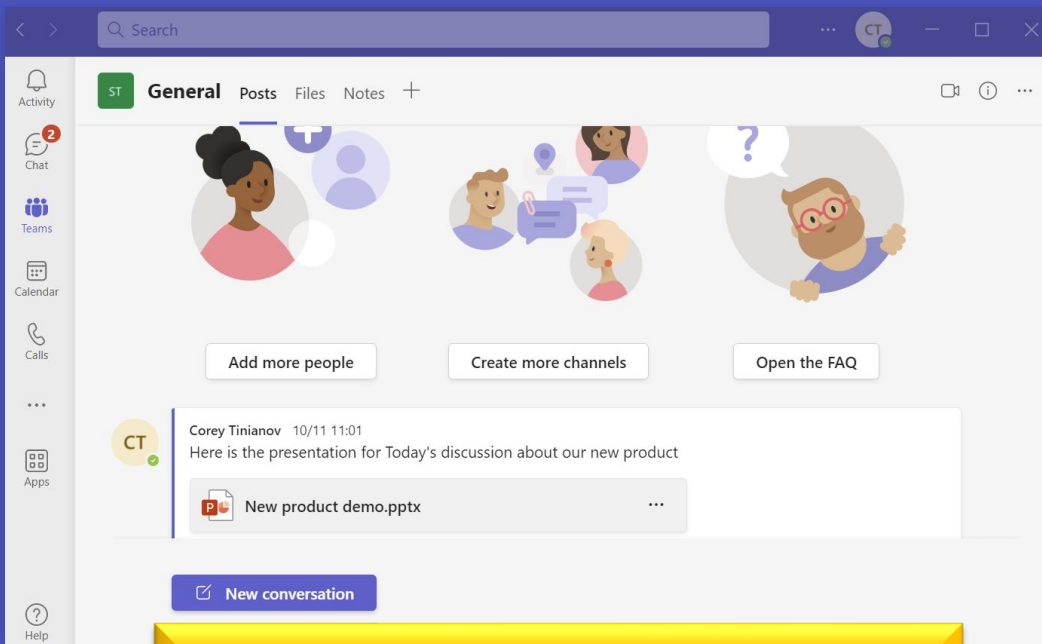 Search
CT
Activity
2
Chat
Teams
Calendar
Calls
Apps
Help
ST General Posts Files Notes
?
Add more people
Create more channels
Open the FAQ
CT
Corey Tinianov 10/11 11:01
Here is the presentation for Today's discussion about our new product
P New product demo.pptx
New conversation